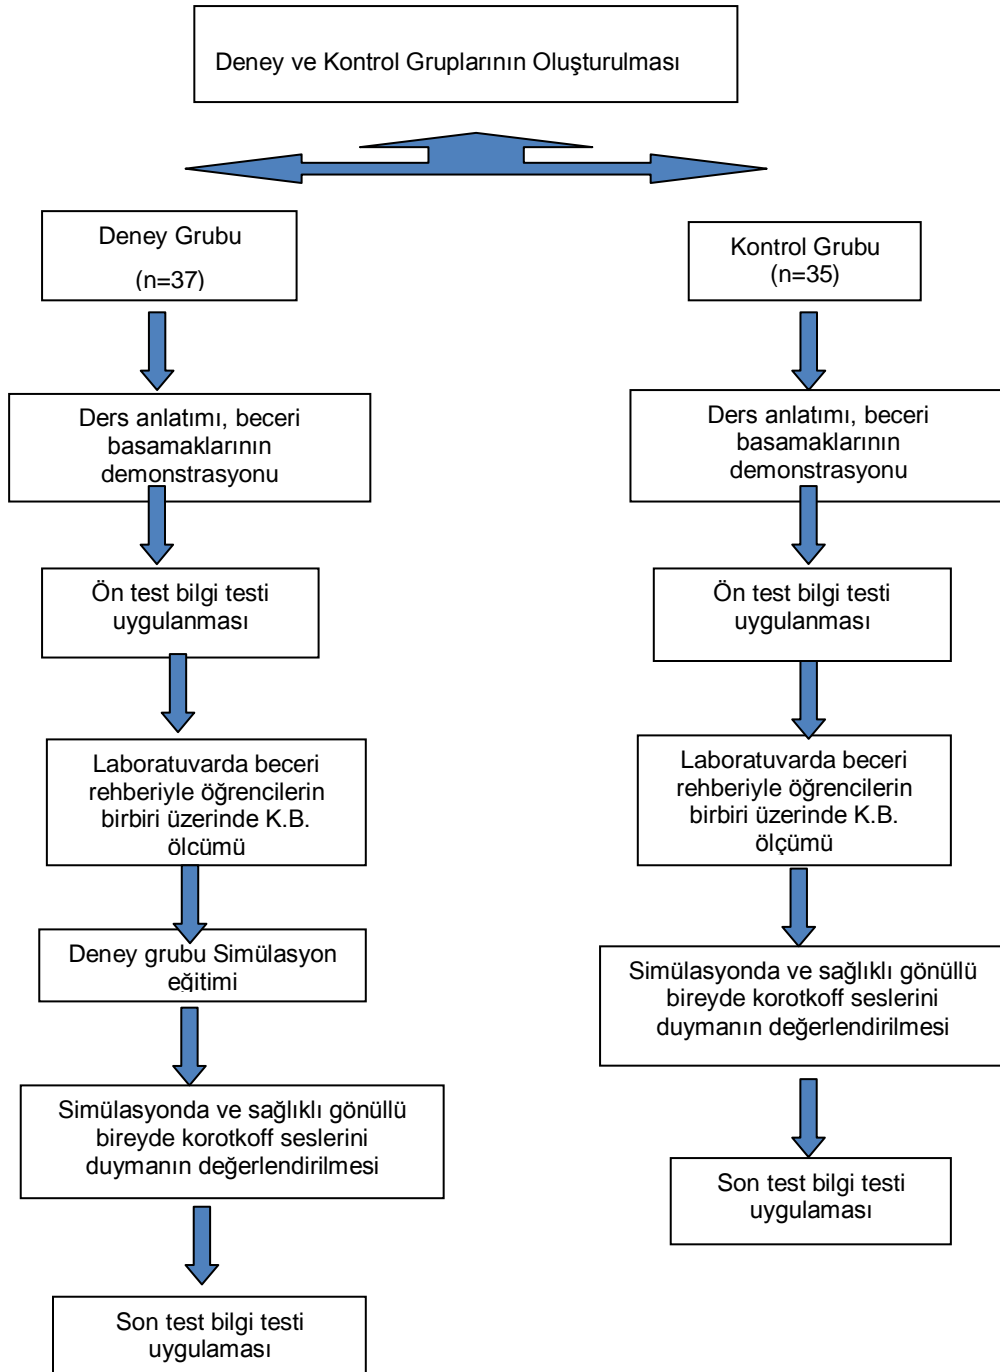 Deney ve Kontrol Gruplarının Oluşturulması
Deney Grubu
(n=37)
Ders anlatımı, beceri
basamaklarının
demonstrasyonu
Ön test bilgi testi
uygulanması
Laboratuvarda beceri
rehberiyle öğrencilerin
birbiri üzerinde K.B.
ölçümü
Deney grubu Simülasyon
eğitimi
Simülasyonda ve sağlıklı gönüllü
bireyde korotkoff seslerini
duymanın değerlendirilmesi
Son test bilgi testi
uygulaması
Kontrol Grubu
(n=35)
Ders anlatımı, beceri
basamaklarının
demonstrasyonu
Ön test bilgi testi
uygulanması
Laboratuvarda beceri
rehberiyle öğrencilerin
birbiri üzerinde K.B.
ölçümü
Simülasyonda ve sağlıklı gönüllü
bireyde korotkoff seslerini
duymanın değerlendirilmesi
Son test bilgi testi
uygulaması